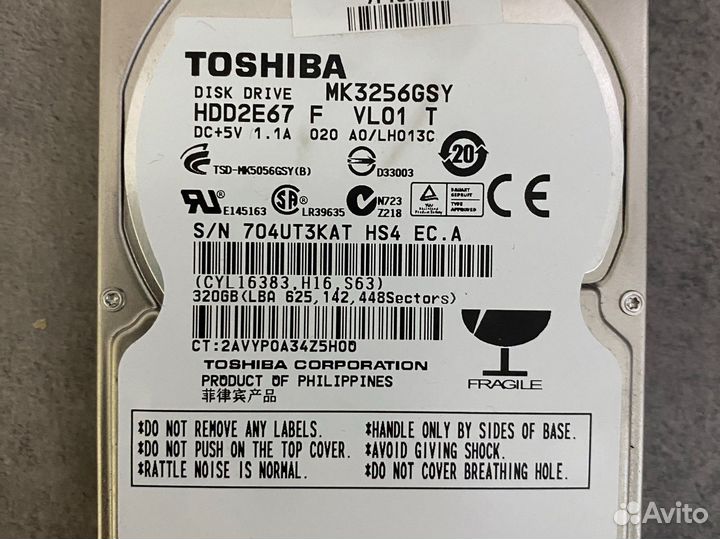 TOSHIBA
DISK DRIVE MK3256GSY
HDD2E67 F VL01 T
DC+5V 1.1A 020 A0/LH013C
20
TSD-MK5056GSY(B)
D33003
E145163
LR39635
N723
Z218
TYPE
APPROVED
CE
S/N 704UT3KAT HS4 EC.A
(CYL16383,H16,S63)
320GB(LBA 625,142,448Sectors)
CT:2AVYP0A34Z5H00
TOSHIBA CORPORATION
PRODUCT OF PHILIPPINES
菲律宾产品
FRAGILE
*DO NOT REMOVE ANY LABELS. *HANDLE ONLY BY SIDES OF BASE.
*DO NOT PUSH ON THE TOP COVER. *AVOID GIVING SHOCK.
*RATTLE NOISE IS NORMAL. *DO NOT COVER BREATHING HOLE.
Avito